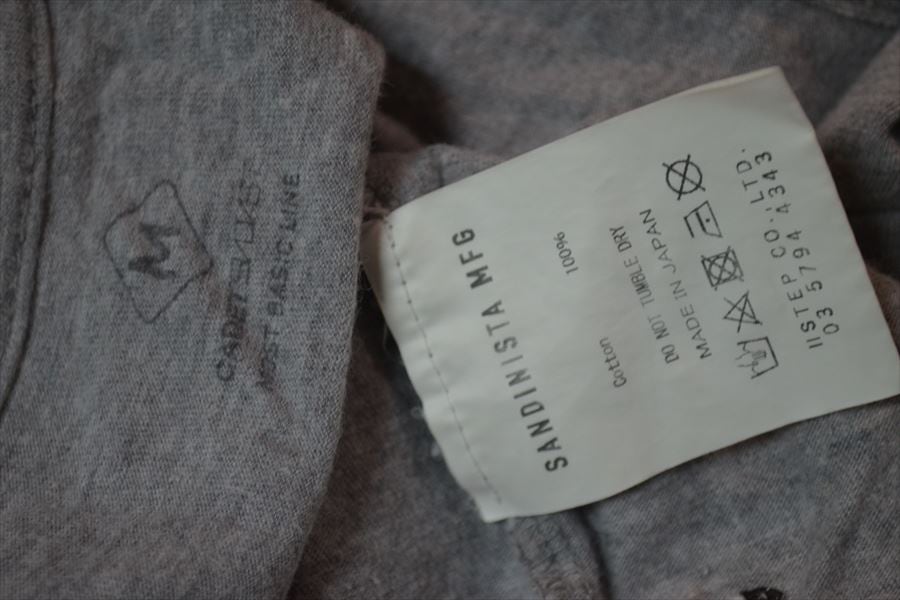 M
MOST BASIC LINE
SANDINISTA MFG
Cotton 100%
DO NOT TUMBLE DRY
MADE IN JAPAN
IISTEP CO.,LTD.
03 5794 4343